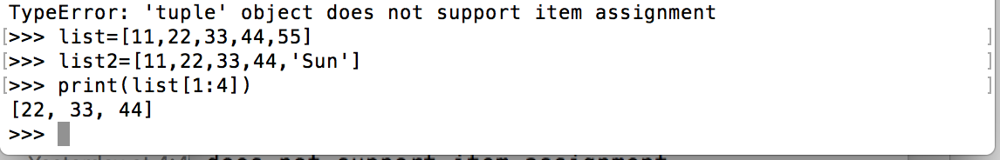 TypeError: 'tuple' object does not support item assignment
[>>> list=[11,22,33,44,55] ]
[>>> list2=[11,22,33,44,'Sun'] ]
[>>> print(list[1:4]) ]
[22, 33, 44]
>>>
does not support item assignment